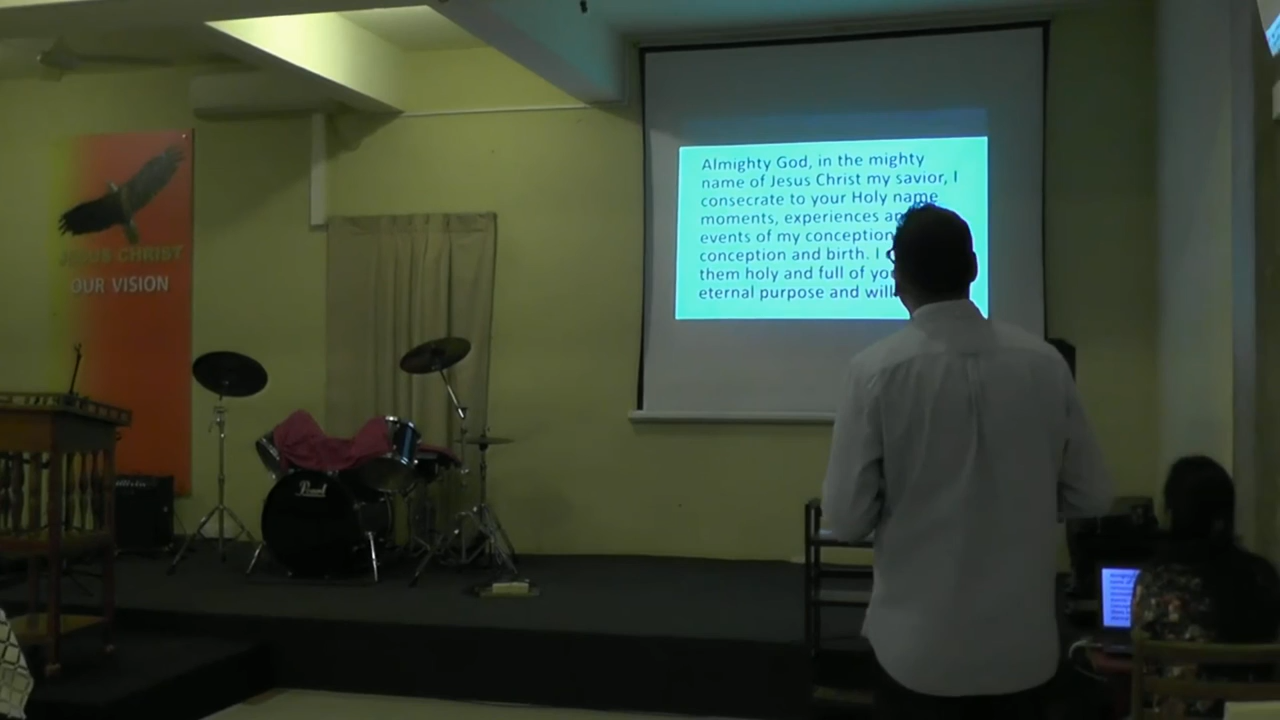 Almighty God, in the mighty
name of Jesus Christ my savior, I
consecrate to your Holy name
moments, experiences
events of my conception
conception and birth. I
them holy and full of
eternal purpose and will
JESUS CHRIST
OUR VISION
Pearl